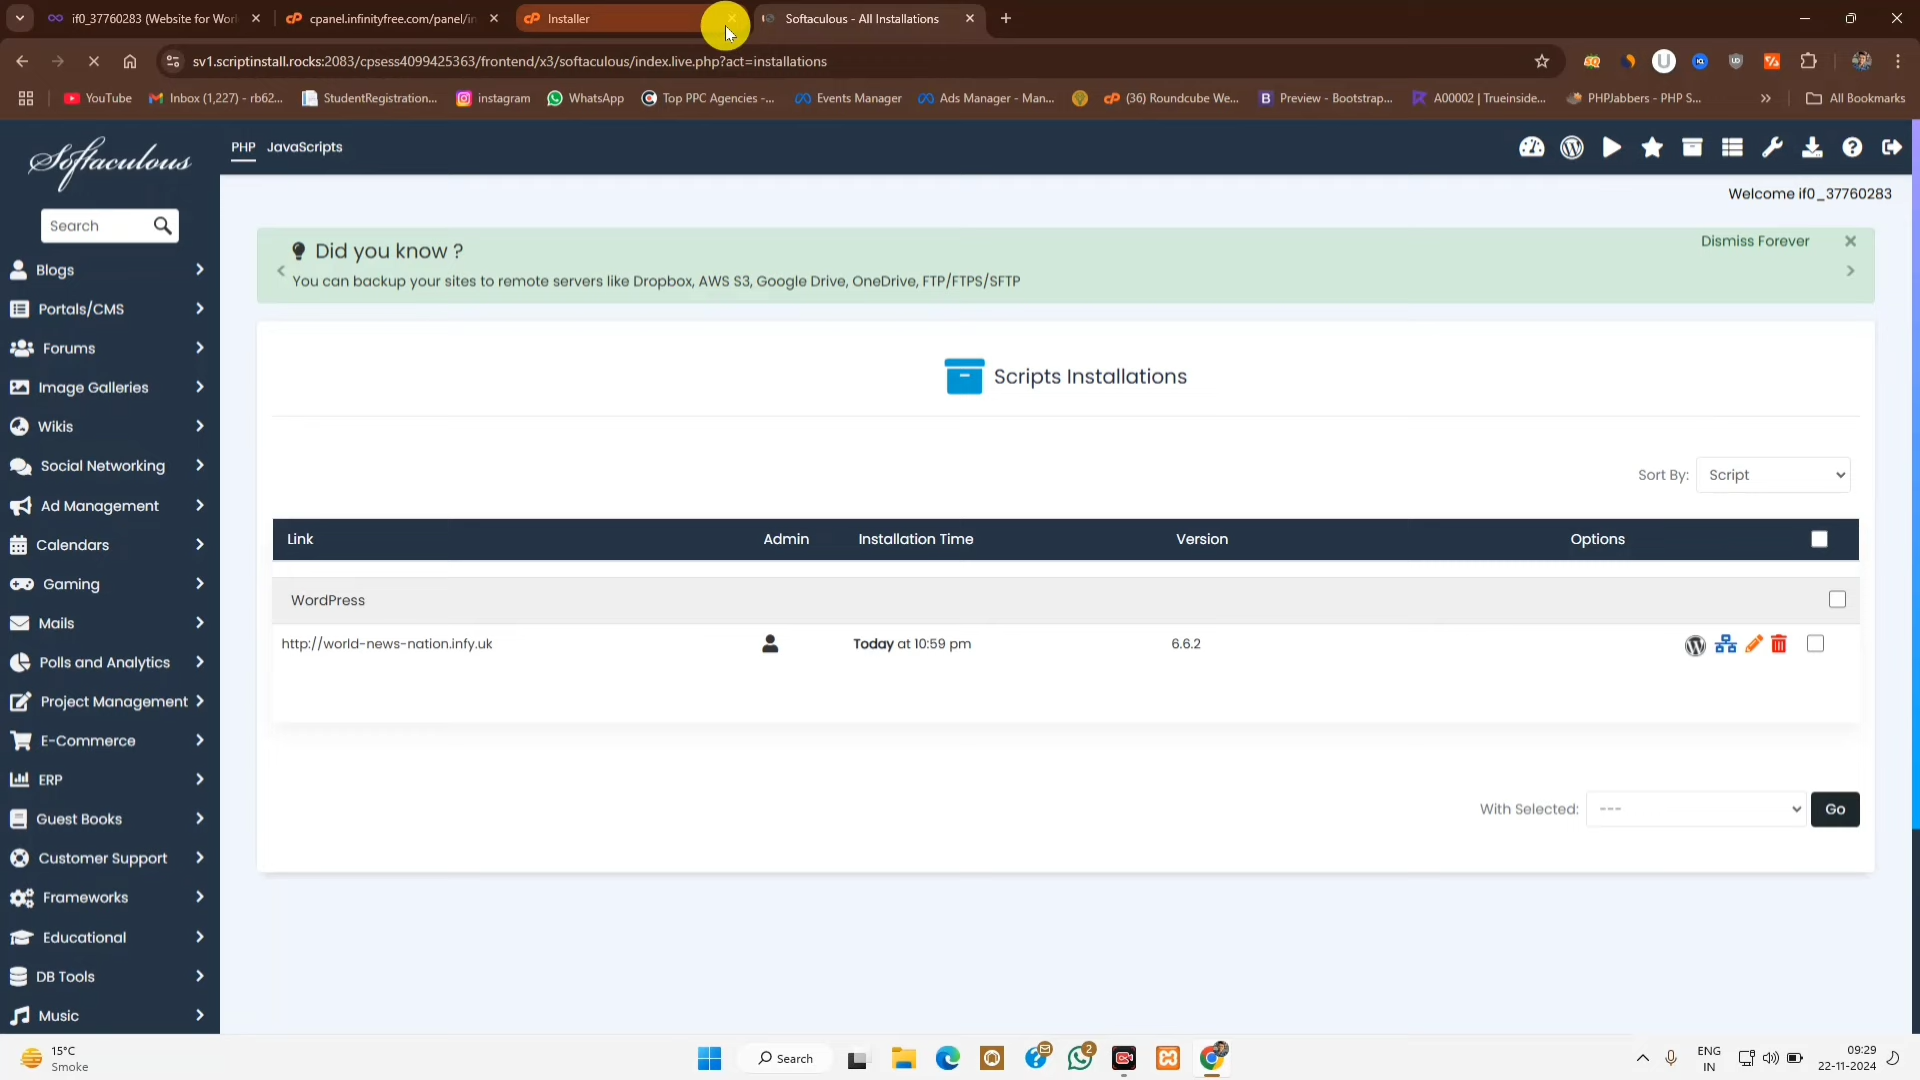 if0_37760283 (Website for Worl
cpanel.infinityfree.com/panel/in
Installer
Softaculous - All Installations
sv1.scriptinstall.rocks:2083/cpsess4099425363/frontend/x3/softaculous/index.live.php?act=installations
YouTube
Inbox (1,227) - rb62...
StudentRegistration...
instagram
WhatsApp
Top PPC Agencies -...
Events Manager
Ads Manager - Man...
(36) Roundcube We...
Preview - Bootstrap...
A00002 | Trueinside...
PHPJabbers - PHP S...
All Bookmarks
Softaculous
PHP JavaScripts
Welcome if0_37760283
Search
Did you know ?
Dismiss Forever
You can backup your sites to remote servers like Dropbox, AWS S3, Google Drive, OneDrive, FTP/FTPS/SFTP
Blogs
Portals/CMS
Forums
Image Galleries
Wikis
Social Networking
Ad Management
Calendars
Gaming
Mails
Polls and Analytics
Project Management
E-Commerce
ERP
Guest Books
Customer Support
Frameworks
Educational
DB Tools
Music
Scripts Installations
Sort By: Script
Link Admin Installation Time Version Options
WordPress
http://world-news-nation.infy.uk Today at 10:59 pm 6.6.2
With Selected: --- Go
15°C
Smoke
Search
2
ENG
IN
09:29
22-11-2024